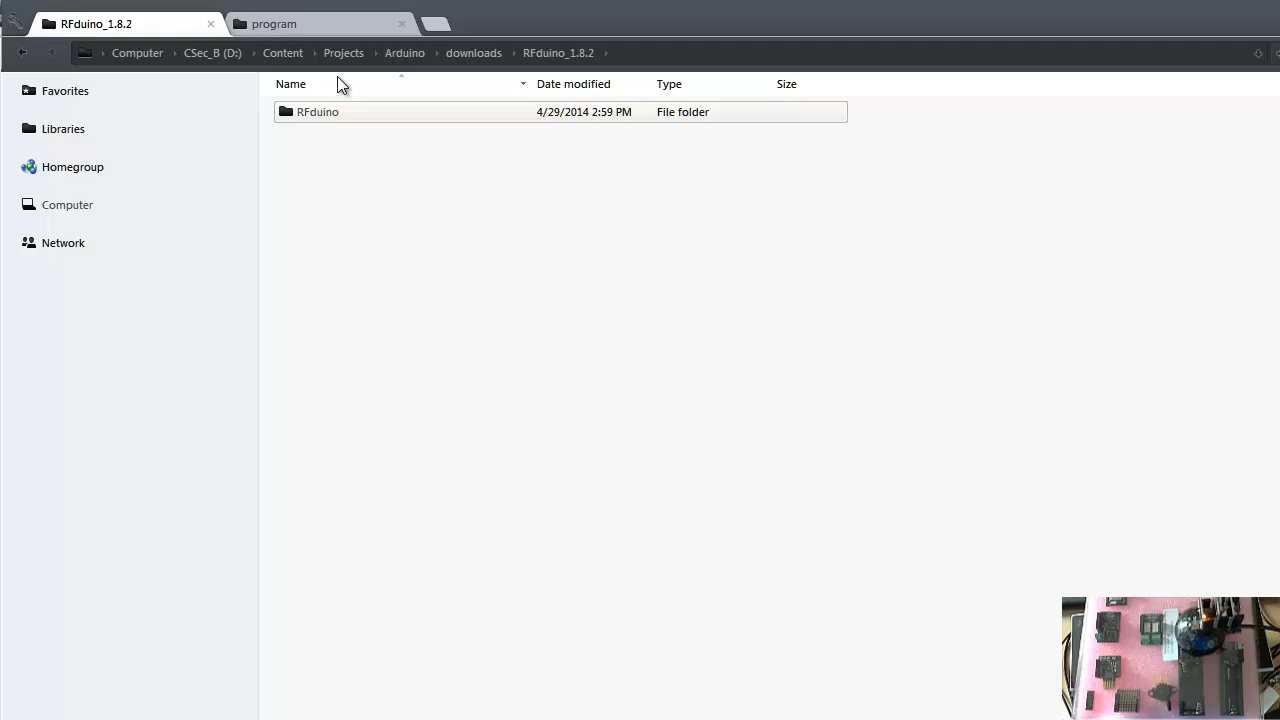 RFduino_1.8.2
program
Computer CSec_B (D:) Content Projects Arduino downloads RFduino_1.8.2
Name Date modified Type Size
Favorites
RFduino 4/29/2014 2:59 PM File folder
Libraries
Homegroup
Computer
Network